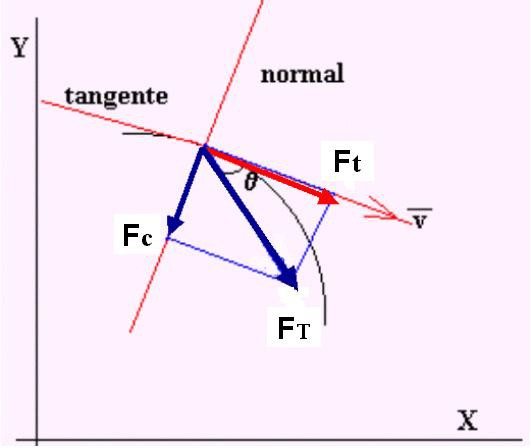 Y
normal
tangente
Ft
θ
v
Fc
FT
X